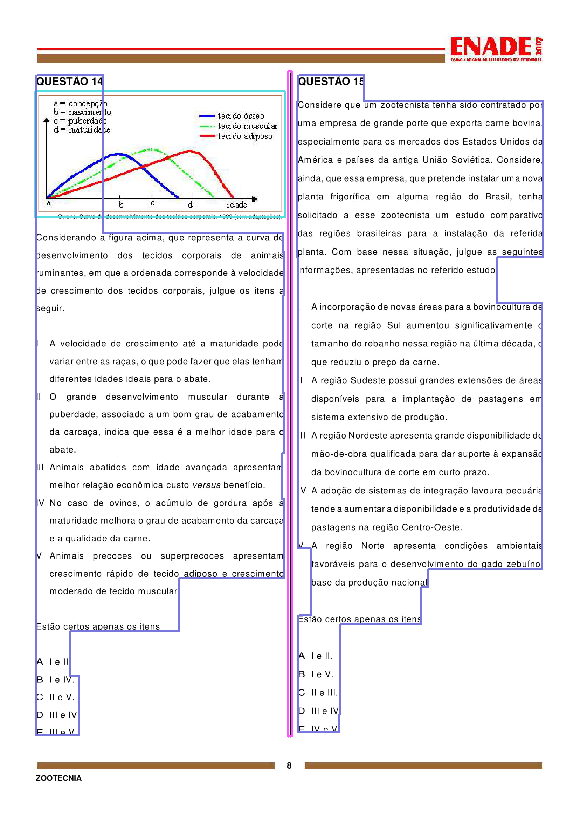 ENADE 2007
QUESTÃO 14
a = concepção
b = nascimento
c = puberdade
d = maturidade
tecido ósseo
tecido muscular
tecido adiposo
a b c d idade
Considerando a figura acima, que representa a curva de
desenvolvimento dos tecidos corporais de animais
ruminantes, em que a ordenada corresponde à velocidade
de crescimento dos tecidos corporais, julgue os itens a
seguir.
I A velocidade de crescimento até a maturidade pode
variar entre as raças, o que pode fazer que elas tenham
diferentes idades ideais para o abate.
II O grande desenvolvimento muscular durante a
puberdade, associado a um bom grau de acabamento
da carcaça, indica que essa é a melhor idade para o
abate.
III Animais abatidos com idade avançada apresentam
melhor relação econômica custo versus benefício.
IV No caso de ovinos, o acúmulo de gordura após a
maturidade melhora o grau de acabamento da carcaça
e a qualidade da carne.
V Animais precoces ou superprecoces apresentam
crescimento rápido de tecido adiposo e crescimento
moderado de tecido muscular.
Estão certos apenas os itens
A I e II.
B I e IV.
C II e V.
D III e IV.
E III e V.
QUESTÃO 15
Considere que um zootecnista tenha sido contratado por
uma empresa de grande porte que exporta carne bovina,
especialmente para os mercados dos Estados Unidos da
América e países da antiga União Soviética. Considere,
ainda, que essa empresa, que pretende instalar uma nova
planta frigorífica em alguma região do Brasil, tenha
solicitado a esse zootecnista um estudo comparativo
das regiões brasileiras para a instalação da referida
planta. Com base nessa situação, julgue as seguintes
informações, apresentadas no referido estudo.
A incorporação de novas áreas para a bovinocultura de
corte na região Sul aumentou significativamente o
tamanho do rebanho nessa região na última década, o
que reduziu o preço da carne.
I A região Sudeste possui grandes extensões de áreas
disponíveis para a implantação de pastagens em
sistema extensivo de produção.
II A região Nordeste apresenta grande disponibilidade de
mão-de-obra qualificada para dar suporte à expansão
da bovinocultura de corte em curto prazo.
V A adoção de sistemas de integração lavoura pecuária
tende a aumentar a disponibilidade e a produtividade de
pastagens na região Centro-Oeste.
V A região Norte apresenta condições ambientais
favoráveis para o desenvolvimento do gado zebuíno,
base da produção nacional.
Estão certos apenas os itens
A I e II.
B I e V.
C II e III.
D III e IV.
E IV e V.
8
ZOOTECNIA